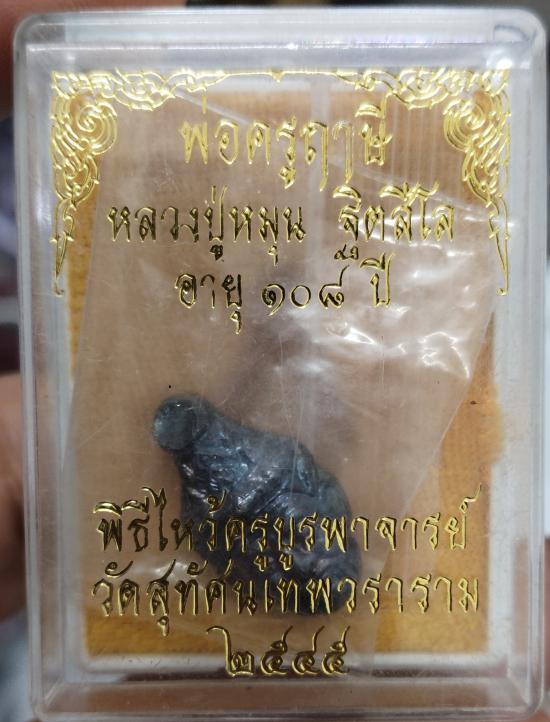 พ่อครูฤาษี
หลวงปู่หมุน ฐิตสีโล
อายุ ๑๐๘ ปี
พิธีไหว้ครูบูรพาจารย์
วัดสุทัศนเทพวราราม
๒๕๔๕